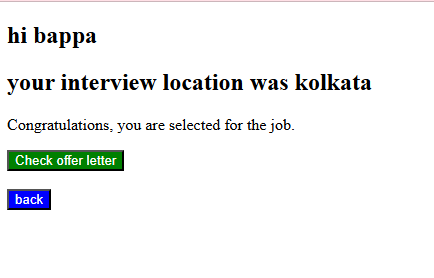 hi bappa
your interview location was kolkata
Congratulations, you are selected for the job.
Check offer letter
back